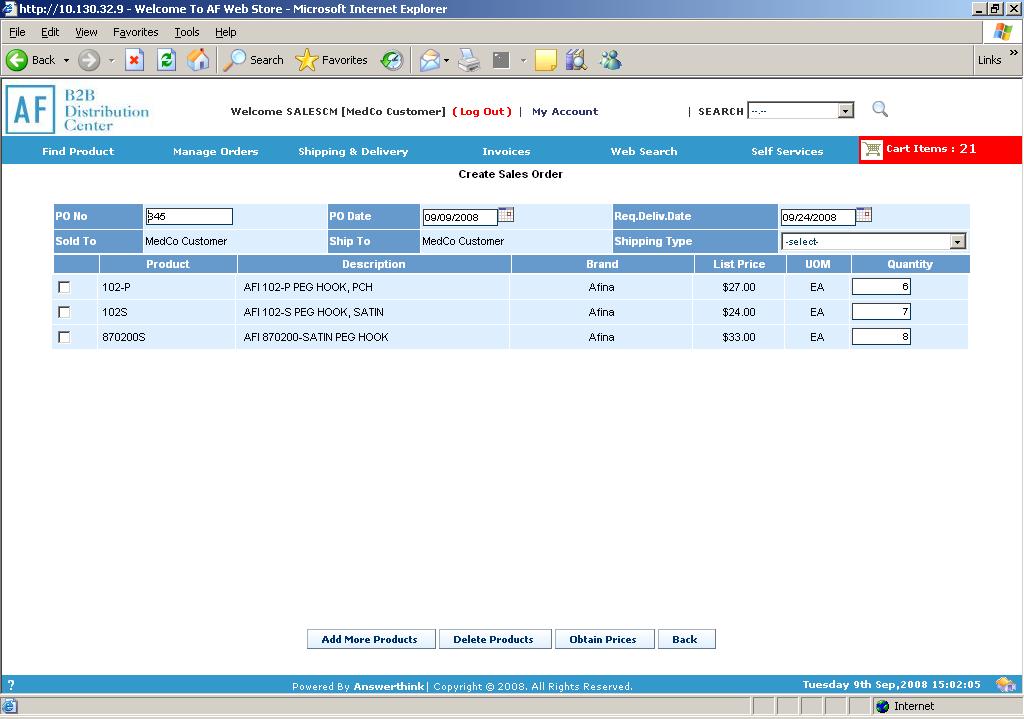 http://10.130.32.9 - Welcome To AF Web Store - Microsoft Internet Explorer
File Edit View Favorites Tools Help
Back Search Favorites Links »
AF B2B Distribution Center
Welcome SALESCM [MedCo Customer] ( Log Out ) | My Account | SEARCH --.--
Find Product Manage Orders Shipping & Delivery Invoices Web Search Self Services Cart Items : 21
Create Sales Order
PO No 345 PO Date 09/09/2008 Req.Deliv.Date 09/24/2008
Sold To MedCo Customer Ship To MedCo Customer Shipping Type -select-
Product Description Brand List Price UOM Quantity
102-P AFI 102-P PEG HOOK, PCH Afina $27.00 EA 6
102S AFI 102-S PEG HOOK, SATIN Afina $24.00 EA 7
870200S AFI 870200-SATIN PEG HOOK Afina $33.00 EA 8
Add More Products Delete Products Obtain Prices Back
? Powered By Answerthink | Copyright © 2008. All Rights Reserved. Tuesday 9th Sep,2008 15:02:05
Internet